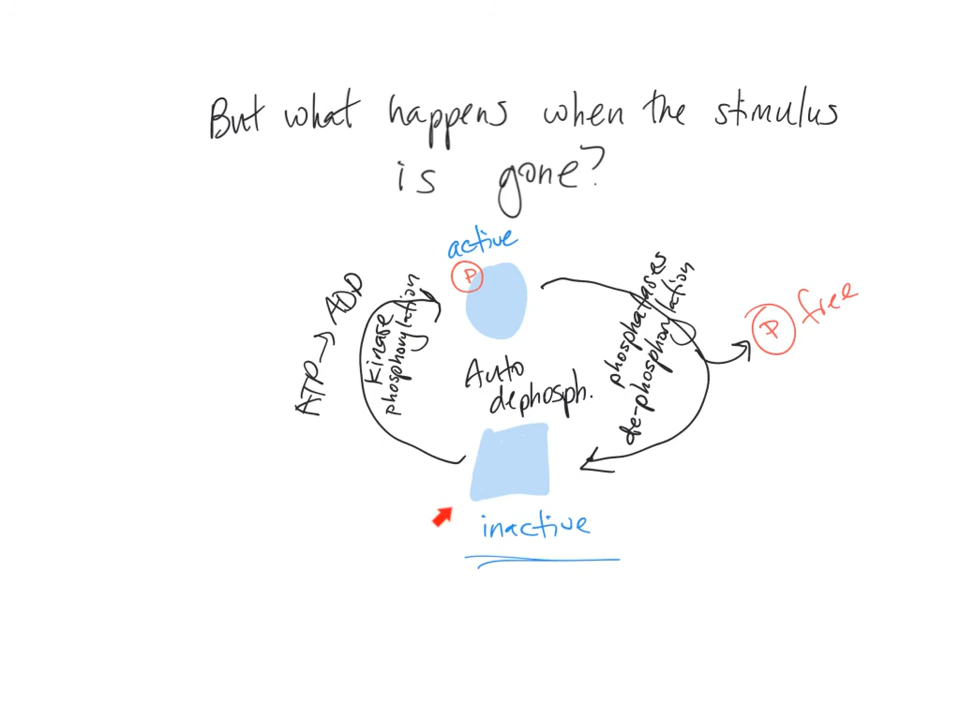 But what happens when the stimulus
is gone?
active
P
ATP → ADP
kinase
phosphorylation
phosphatases
de-phosphorylation
P free
Auto
dephosph.
inactive